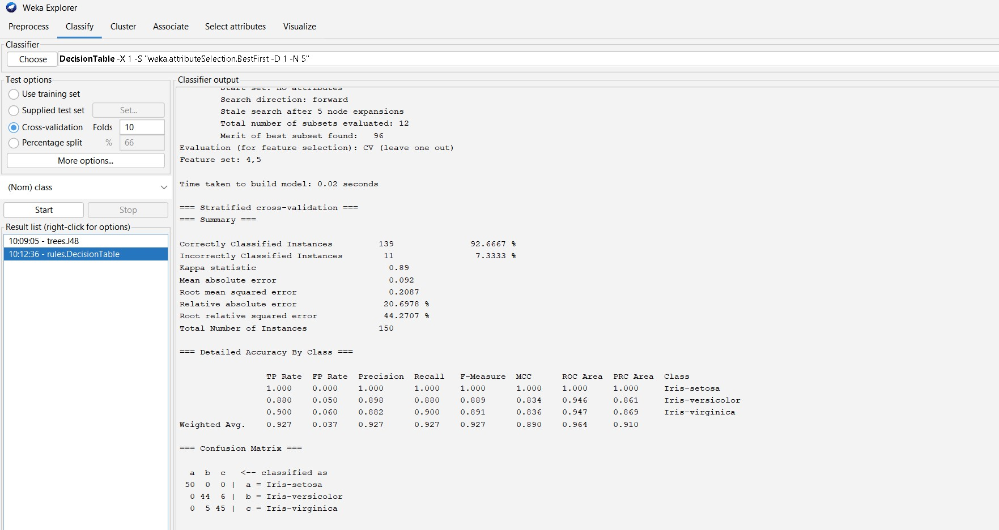 Weka Explorer
Preprocess Classify Cluster Associate Select attributes Visualize
Classifier
Choose DecisionTable -X 1 -S "weka.attributeSelection.BestFirst -D 1 -N 5"
Test options
Use training set
Supplied test set Set...
Cross-validation Folds 10
Percentage split % 66
More options...
(Nom) class
Start Stop
Result list (right-click for options)
10:09:05 - trees.J48
10:12:36 - rules.DecisionTable
Classifier output
Start set: no attributes
Search direction: forward
Stale search after 5 node expansions
Total number of subsets evaluated: 12
Merit of best subset found: 96
Evaluation (for feature selection): CV (leave one out)
Feature set: 4,5
Time taken to build model: 0.02 seconds
=== Stratified cross-validation ===
=== Summary ===
Correctly Classified Instances 139 92.6667 %
Incorrectly Classified Instances 11 7.3333 %
Kappa statistic 0.89
Mean absolute error 0.092
Root mean squared error 0.2087
Relative absolute error 20.6978 %
Root relative squared error 44.2707 %
Total Number of Instances 150
=== Detailed Accuracy By Class ===
TP Rate FP Rate Precision Recall F-Measure MCC ROC Area PRC Area Class
1.000 0.000 1.000 1.000 1.000 1.000 1.000 1.000 Iris-setosa
0.880 0.050 0.898 0.880 0.889 0.834 0.946 0.861 Iris-versicolor
0.900 0.060 0.882 0.900 0.891 0.836 0.947 0.869 Iris-virginica
Weighted Avg. 0.927 0.037 0.927 0.927 0.927 0.890 0.964 0.910
=== Confusion Matrix ===
a b c <-- classified as
50 0 0 | a = Iris-setosa
0 44 6 | b = Iris-versicolor
0 5 45 | c = Iris-virginica